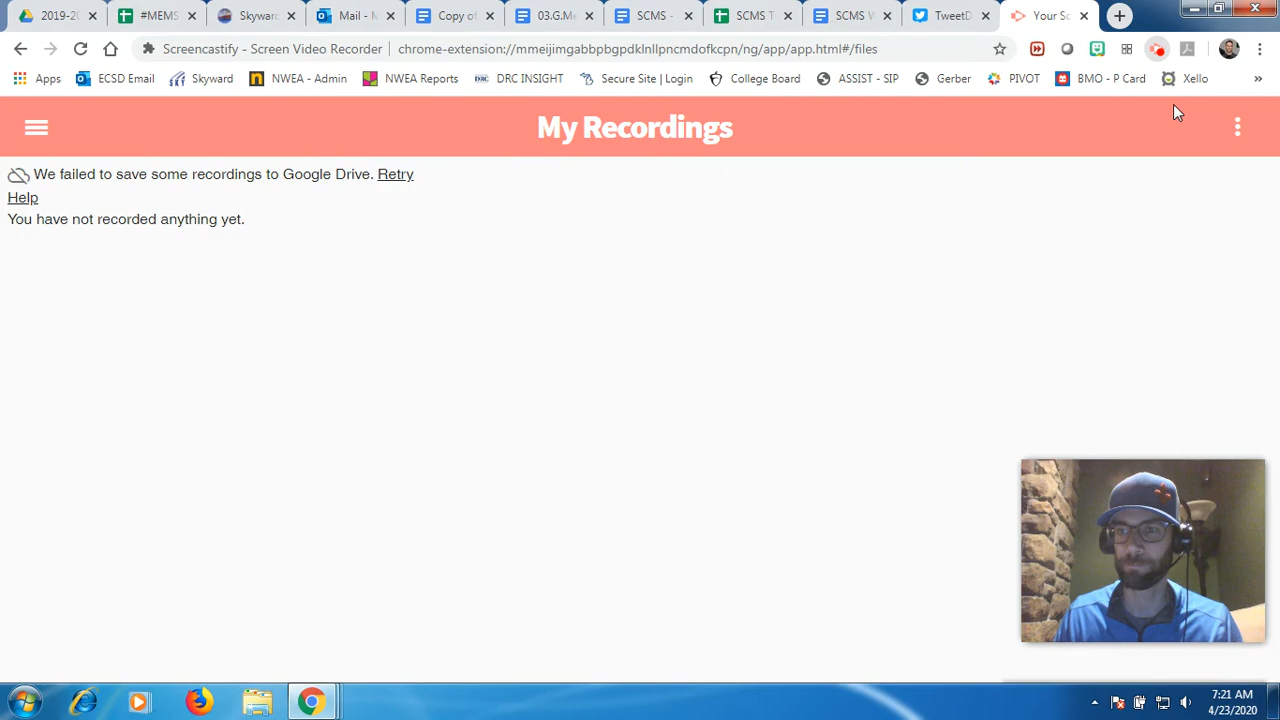 2019-20
#MEMS
Skyward
Mail - 
Copy of
03.G.Me
SCMS -
SCMS T
SCMS W
TweetD
Your Sc
Screencastify - Screen Video Recorder
chrome-extension://mmeijimgabbpbgpdklnllpncmdofkcpn/ng/app/app.html#/files
Apps
ECSD Email
Skyward
NWEA - Admin
NWEA Reports
DRC INSIGHT
Secure Site | Login
College Board
ASSIST - SIP
Gerber
PIVOT
BMO - P Card
Xello
»
My Recordings
We failed to save some recordings to Google Drive. Retry
Help
You have not recorded anything yet.
7:21 AM
4/23/2020